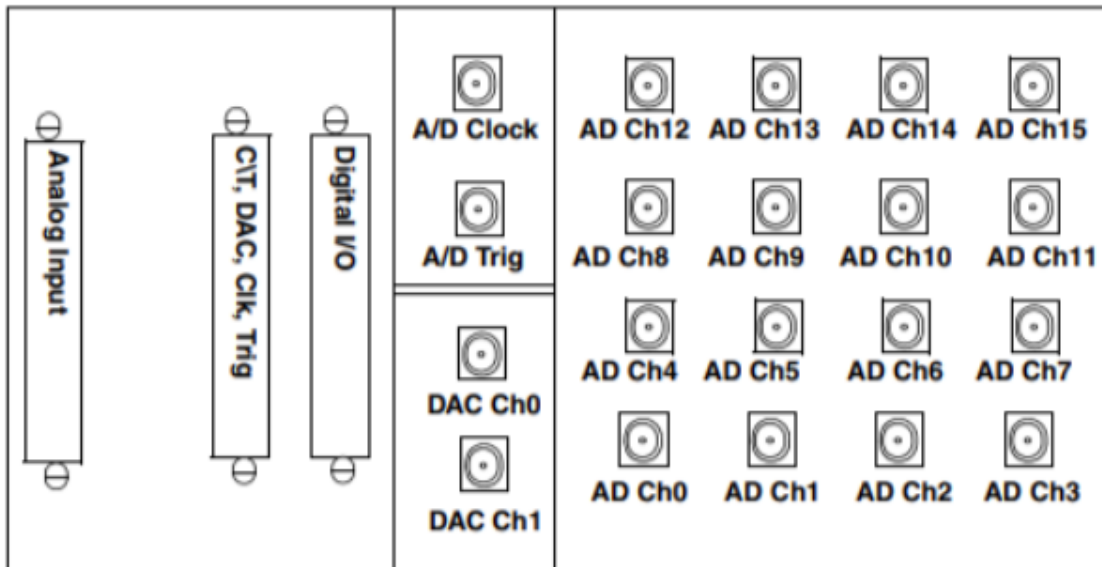 Analog Input
C\T, DAC, Clk, Trig
Digital I/O
A/D Clock
A/D Trig
DAC Ch0
DAC Ch1
AD Ch12 AD Ch13 AD Ch14 AD Ch15
AD Ch8 AD Ch9 AD Ch10 AD Ch11
AD Ch4 AD Ch5 AD Ch6 AD Ch7
AD Ch0 AD Ch1 AD Ch2 AD Ch3